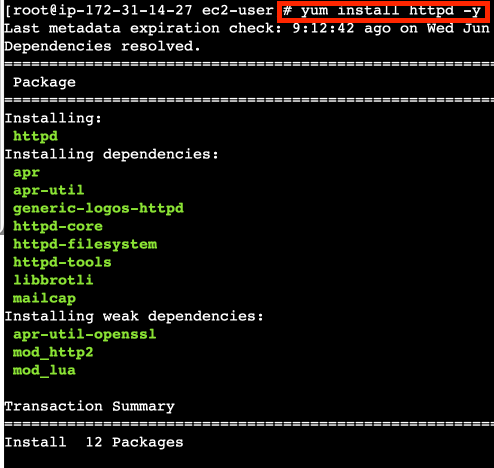 [root@ip-172-31-14-27 ec2-user # yum install httpd -y
Last metadata expiration check: 9:12:42 ago on Wed Jun
Dependencies resolved.
================================================
 Package
================================================
Installing:
 httpd
Installing dependencies:
 apr
 apr-util
 generic-logos-httpd
 httpd-core
 httpd-filesystem
 httpd-tools
 libbrotli
 mailcap
Installing weak dependencies:
 apr-util-openssl
 mod_http2
 mod_lua

Transaction Summary
================================================
Install  12 Packages